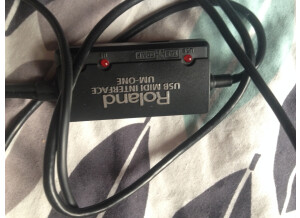 Roland
USB MIDI INTERFACE
UM-ONE